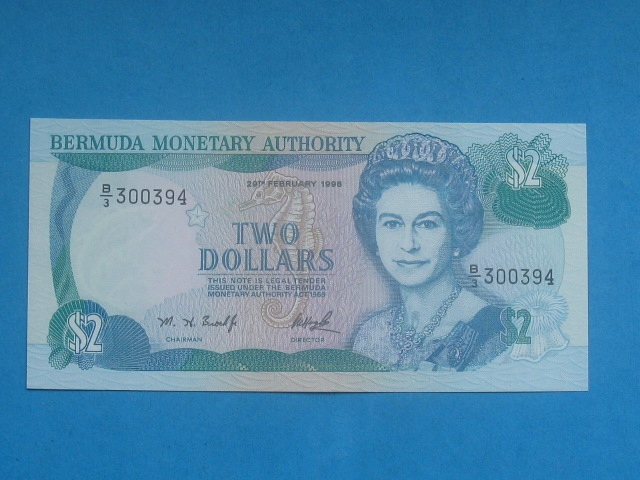 BERMUDA MONETARY AUTHORITY
$2
29TH FEBRUARY 1996
B/3 300394
TWO
DOLLARS
B/3 300394
THIS NOTE IS LEGAL TENDER
ISSUED UNDER THE BERMUDA
MONETARY AUTHORITY ACT 1969
$2
$2
CHAIRMAN
DIRECTOR